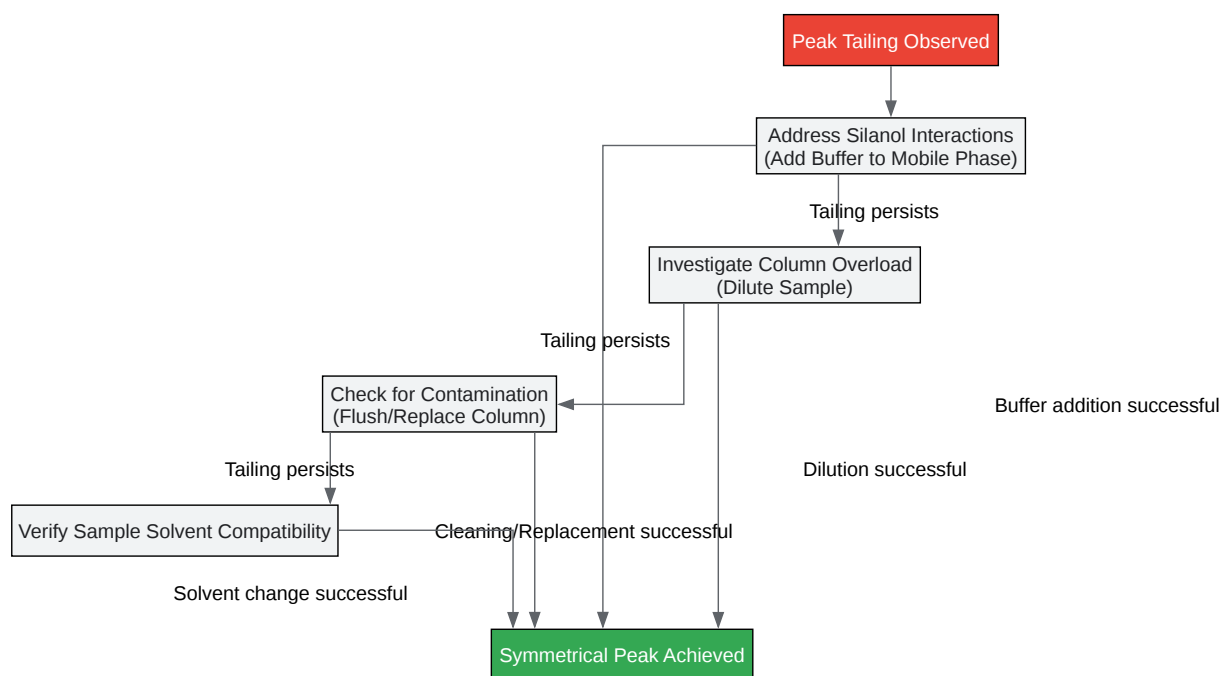 Peak Tailing Observed
Address Silanol Interactions
(Add Buffer to Mobile Phase)
Tailing persists
Investigate Column Overload
(Dilute Sample)
Tailing persists
Check for Contamination
(Flush/Replace Column)
Buffer addition successful
Tailing persists
Dilution successful
Verify Sample Solvent Compatibility
Cleaning/Replacement successful
Solvent change successful
Symmetrical Peak Achieved